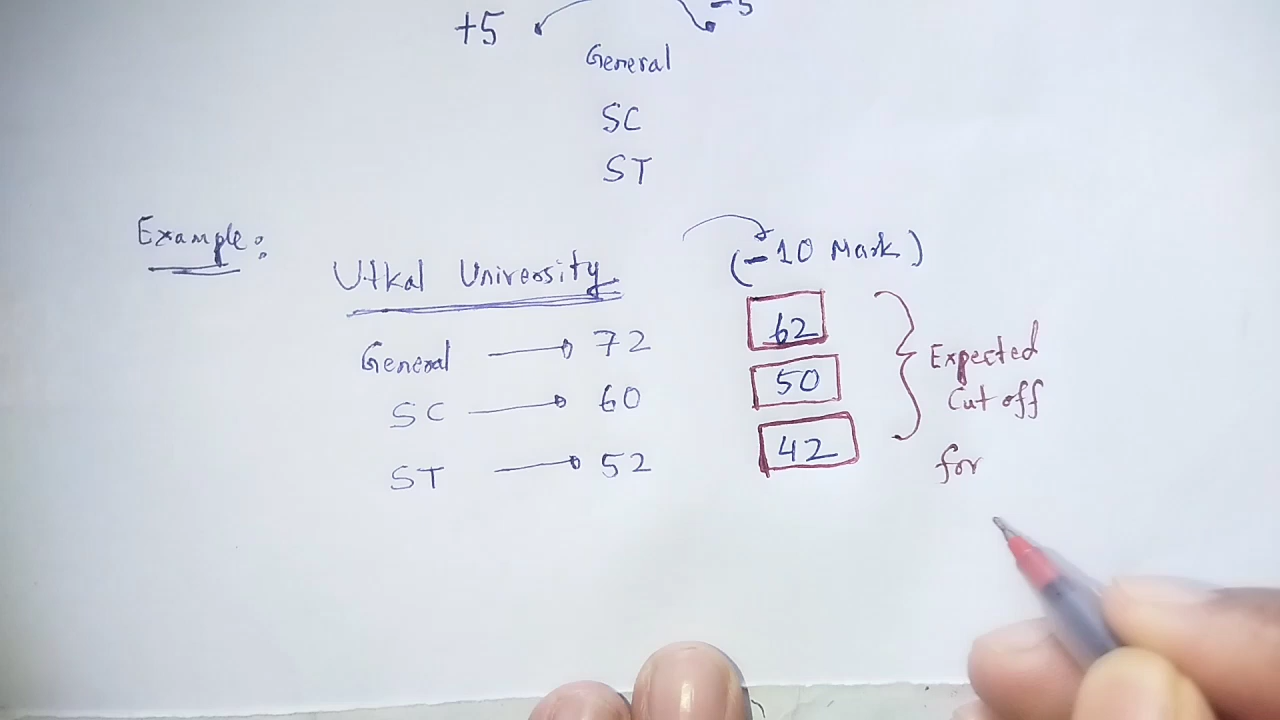 +5 -5
General
SC
ST
Example:
Utkal University (-10 Mark)
General 72 62
SC 60 50
ST 52 42
Expected
Cut off
for